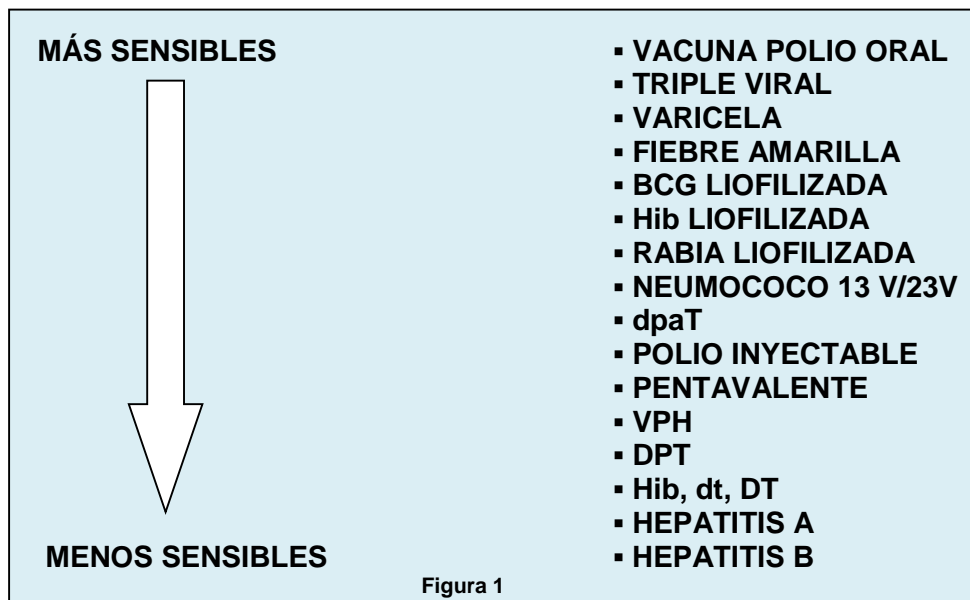 MÁS SENSIBLES
▪ VACUNA POLIO ORAL
▪ TRIPLE VIRAL
▪ VARICELA
▪ FIEBRE AMARILLA
▪ BCG LIOFILIZADA
▪ Hib LIOFILIZADA
▪ RABIA LIOFILIZADA
▪ NEUMOCOCO 13 V/23V
▪ dpaT
▪ POLIO INYECTABLE
▪ PENTAVALENTE
▪ VPH
▪ DPT
▪ Hib, dt, DT
▪ HEPATITIS A
MENOS SENSIBLES
▪ HEPATITIS B
Figura 1